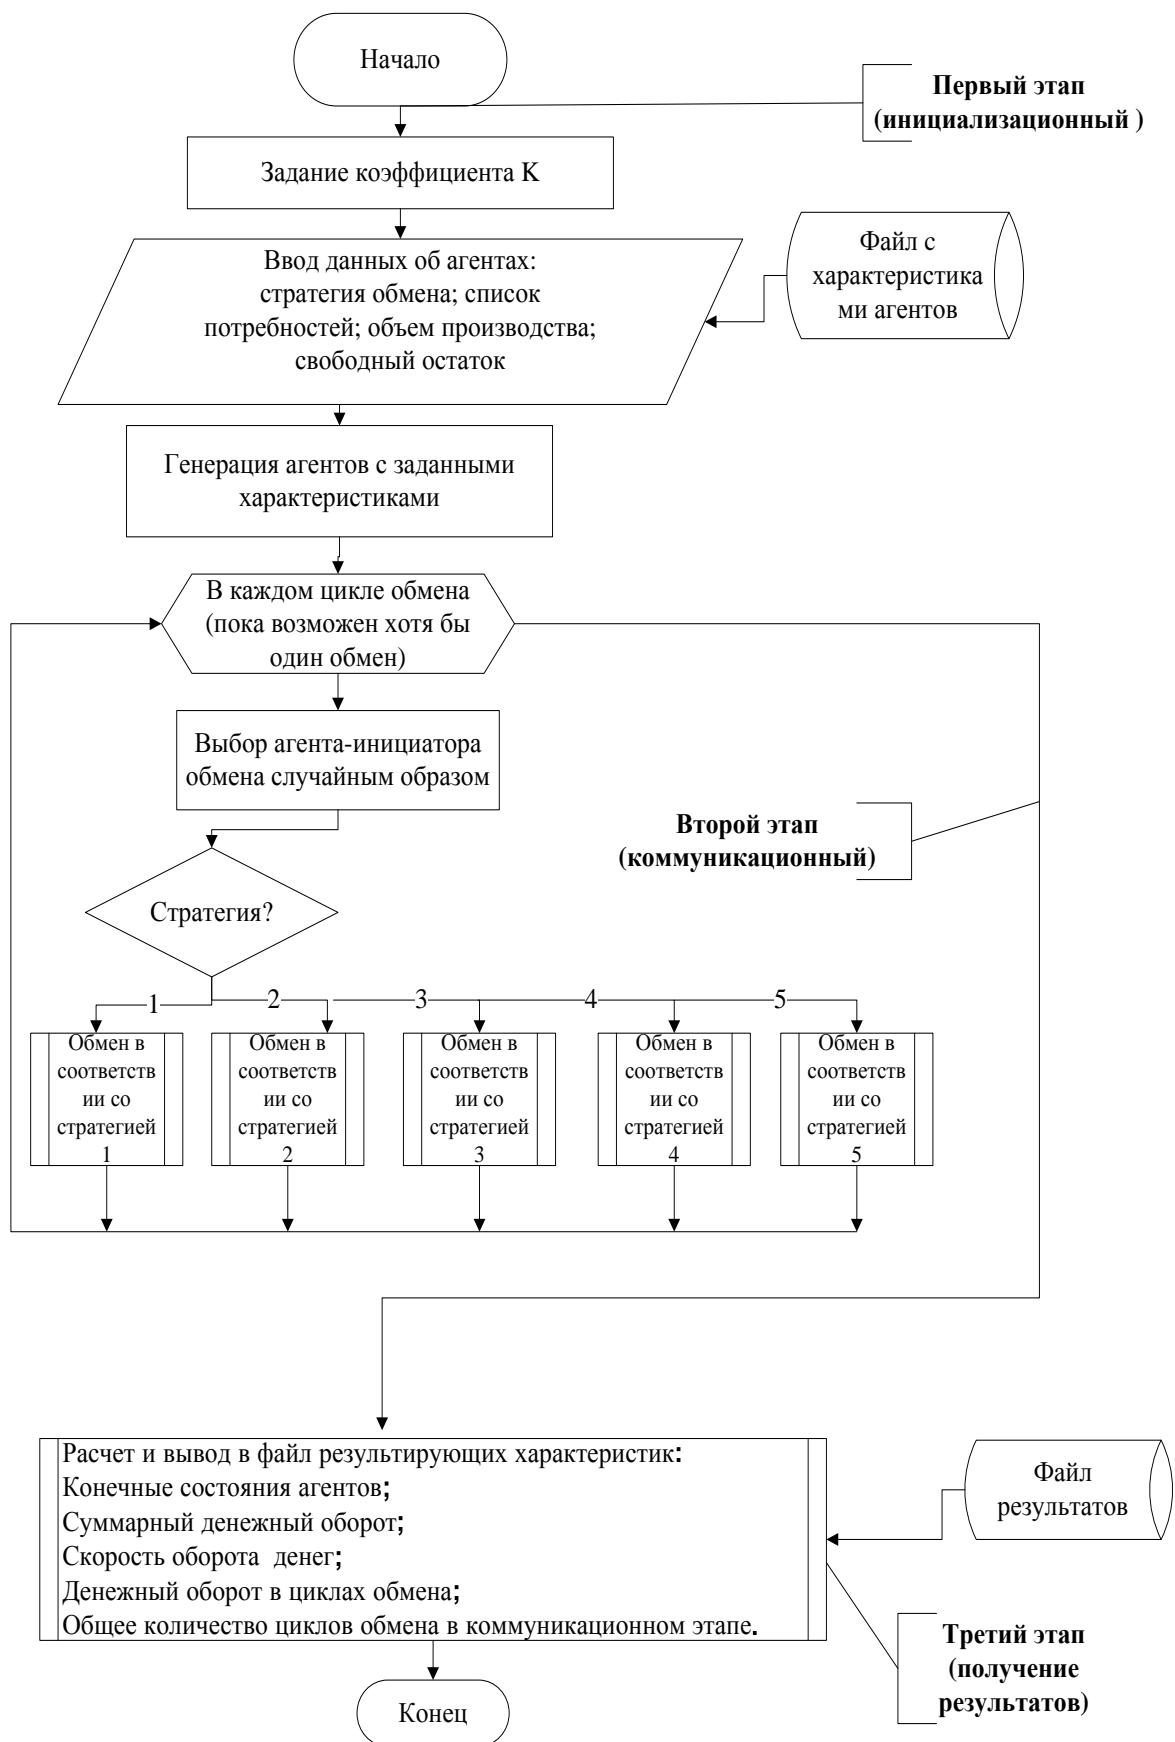 Начало
Первый этап
(инициализационный )
Задание коэффициента К
Ввод данных об агентах:
стратегия обмена; список
потребностей; объем производства;
свободный остаток
Файл с
характеристика
ми агентов
Генерация агентов с заданными
характеристиками
В каждом цикле обмена
(пока возможен хотя бы
один обмен)
Выбор агента-инициатора
обмена случайным образом
Второй этап
(коммуникационный)
Стратегия?
1
2
3
4
5
Обмен в
соответств
ии со
стратегией
1
Обмен в
соответств
ии со
стратегией
2
Обмен в
соответств
ии со
стратегией
3
Обмен в
соответств
ии со
стратегией
4
Обмен в
соответств
ии со
стратегией
5
Расчет и вывод в файл результирующих характеристик:
Конечные состояния агентов;
Суммарный денежный оборот;
Скорость оборота  денег;
Денежный оборот в циклах обмена;
Общее количество циклов обмена в коммуникационном этапе.
Файл
результатов
Третий этап
(получение
результатов)
Конец